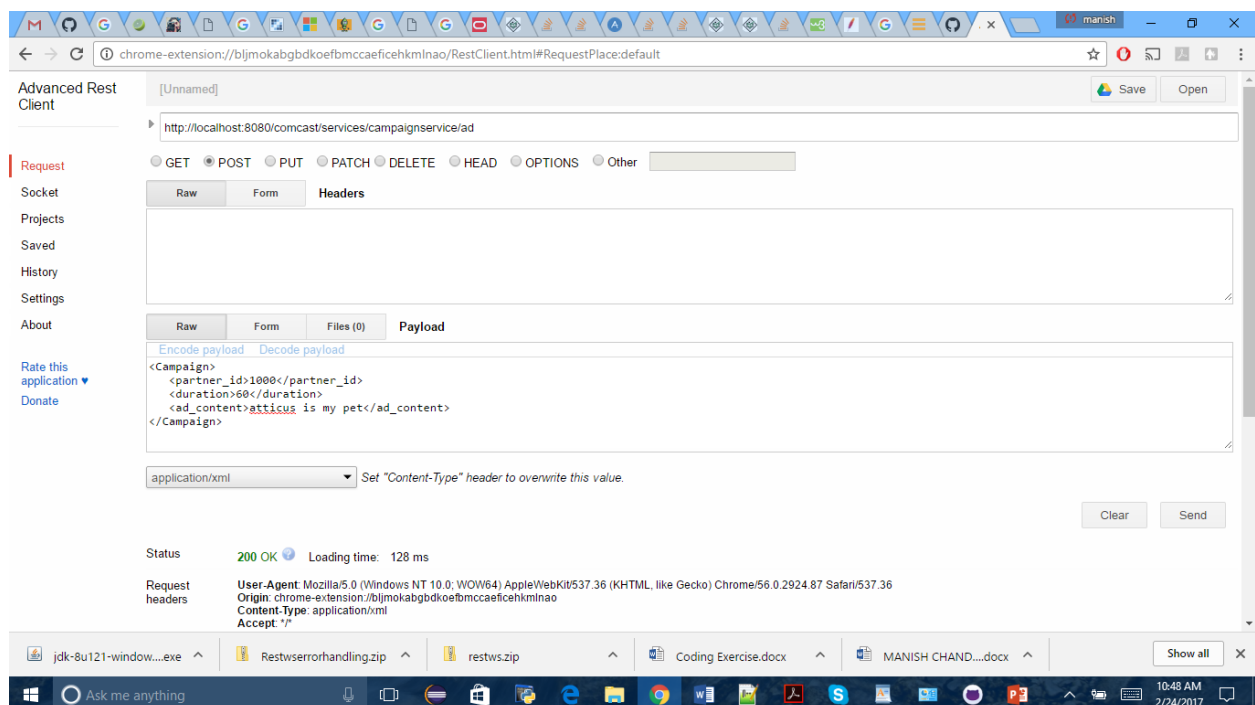 manish
chrome-extension://bljmokabgbdkoefbmccaeficehkmlnao/RestClient.html#RequestPlace:default
Advanced Rest Client
[Unnamed]
Save
Open
http://localhost:8080/comcast/services/campaignservice/ad
GET POST PUT PATCH DELETE HEAD OPTIONS Other
Request
Socket
Projects
Saved
History
Settings
About
Rate this application ♥
Donate
Raw Form Headers
Raw Form Files (0) Payload
Encode payload Decode payload
<Campaign>
<partner_id>1000</partner_id>
<duration>60</duration>
<ad_content>atticus is my pet</ad_content>
</Campaign>
application/xml
Set "Content-Type" header to overwrite this value.
Clear Send
Status 200 OK Loading time: 128 ms
Request headers
User-Agent: Mozilla/5.0 (Windows NT 10.0; WOW64) AppleWebKit/537.36 (KHTML, like Gecko) Chrome/56.0.2924.87 Safari/537.36
Origin: chrome-extension://bljmokabgbdkoefbmccaeficehkmlnao
Content-Type: application/xml
Accept: */*
jdk-8u121-window....exe
Restwserrorhandling.zip
restws.zip
Coding Exercise.docx
MANISH CHAND....docx
Show all
Ask me anything
10:48 AM
2/24/2017